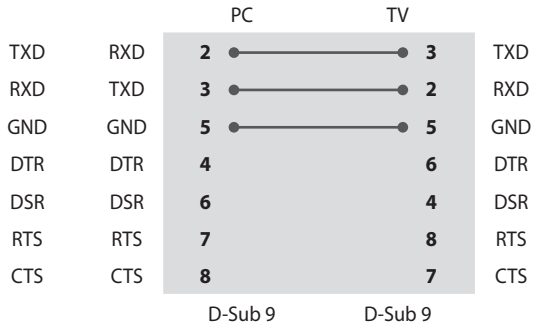 PC TV
TXD RXD 2 3 TXD
RXD TXD 3 2 RXD
GND GND 5 5 GND
DTR DTR 4 6 DTR
DSR DSR 6 4 DSR
RTS RTS 7 8 RTS
CTS CTS 8 7 CTS
D-Sub 9 D-Sub 9